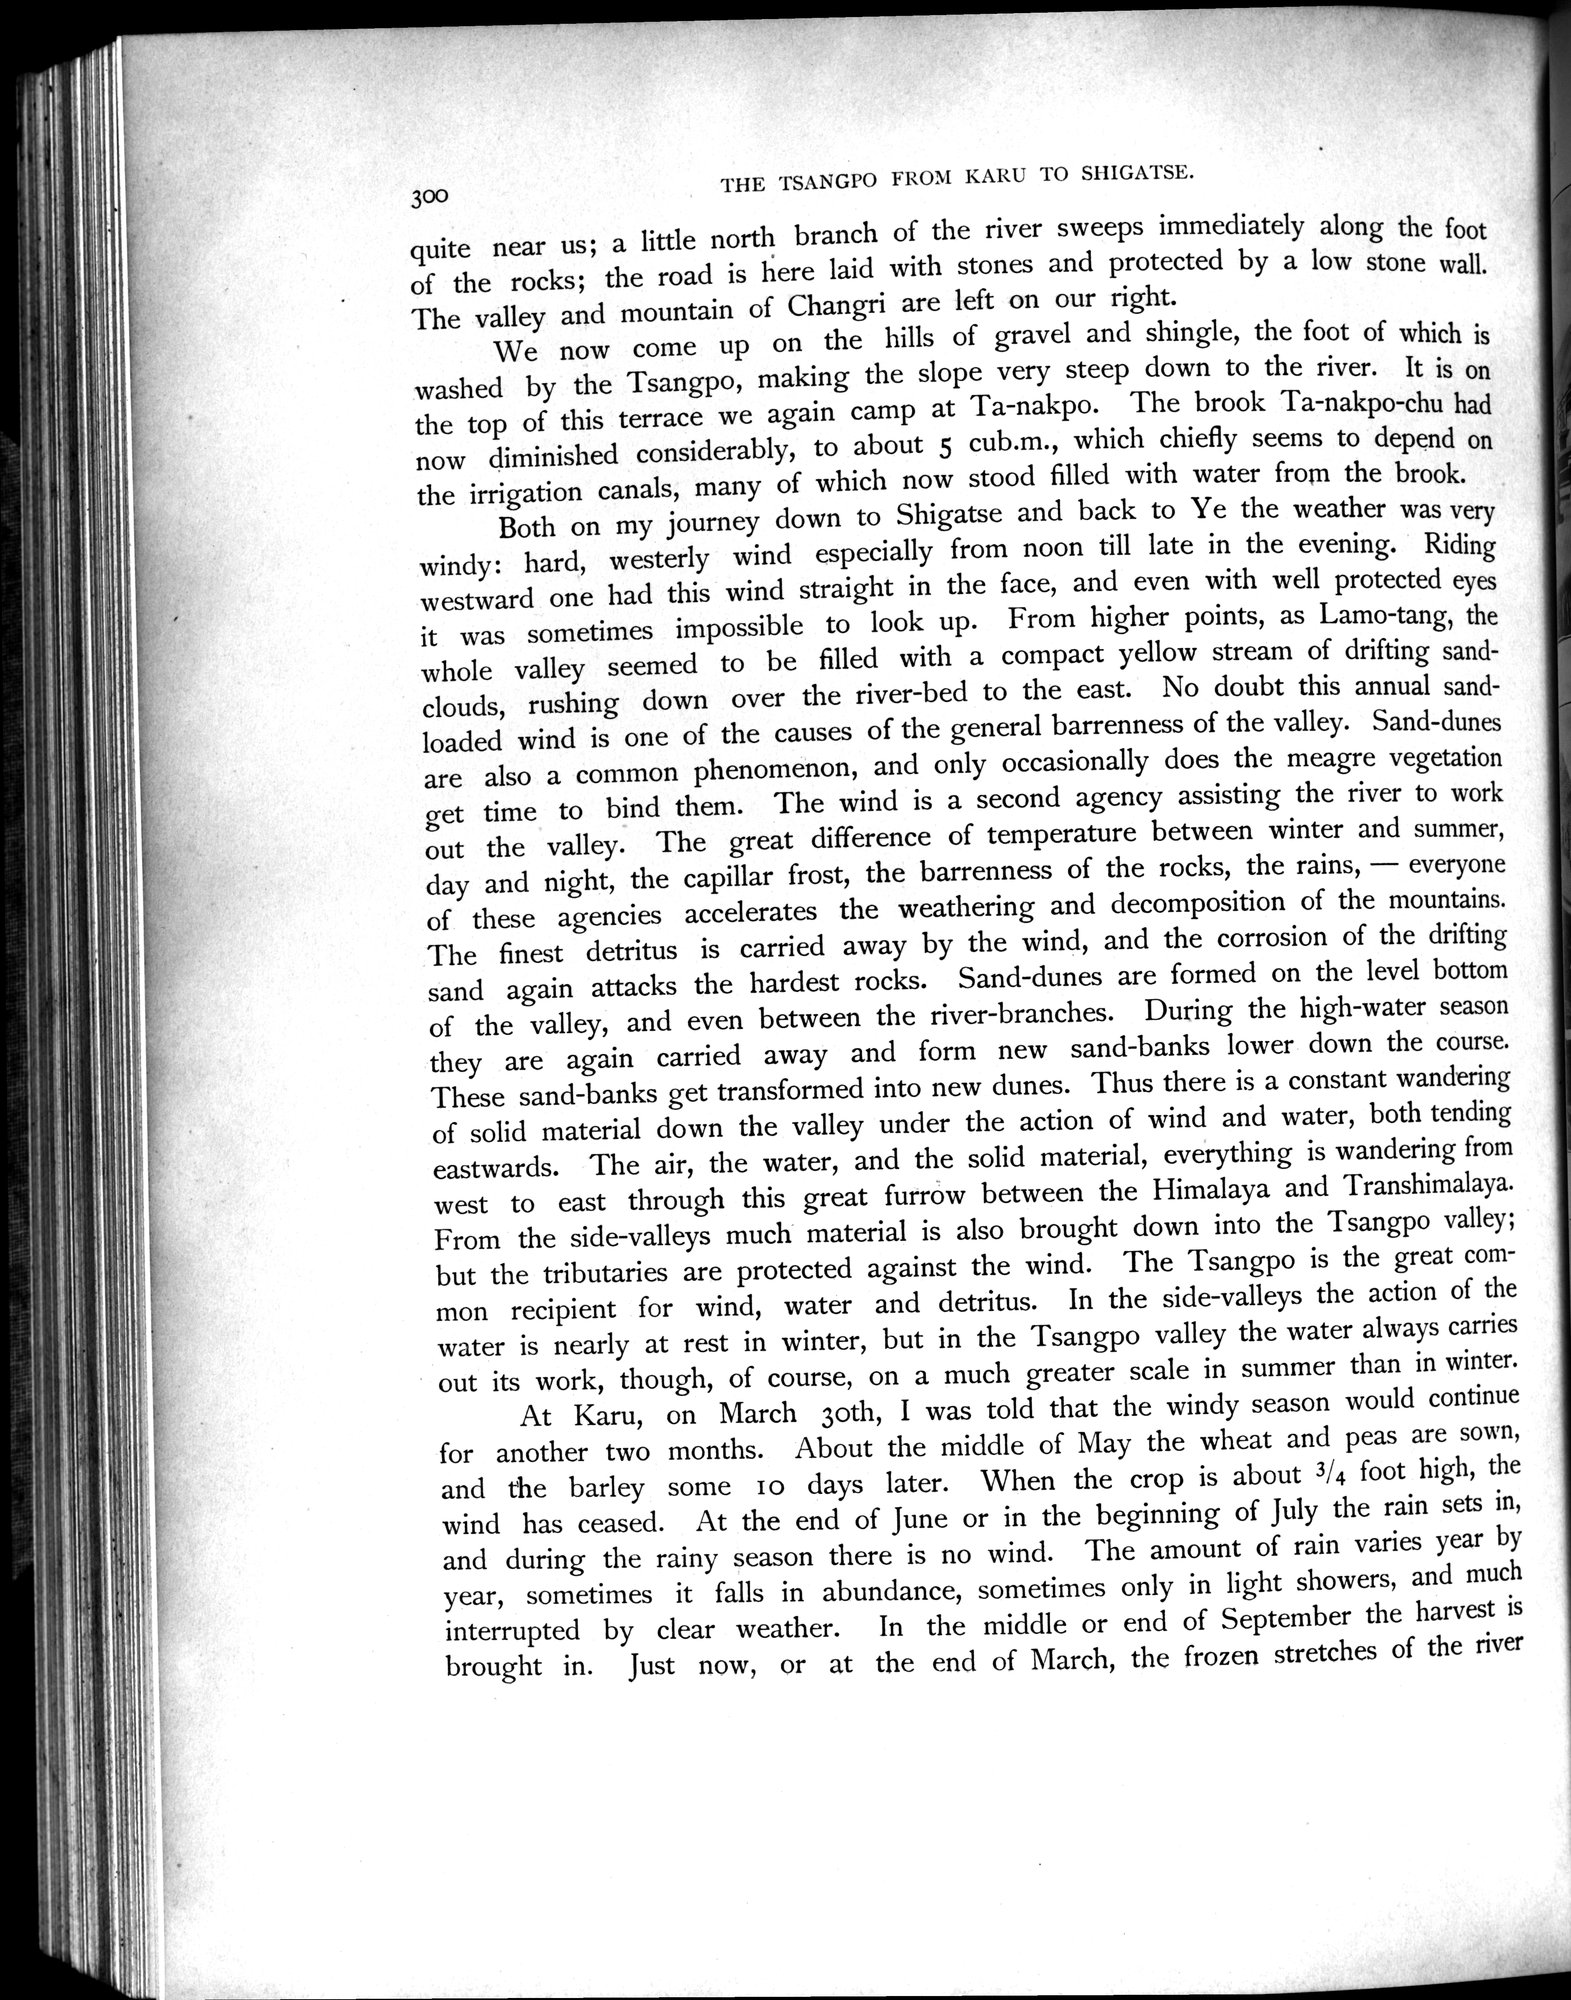 300
THE TSANGPO FROM KARU TO SHIGATSE.
quite near us; a little north branch of the river sweeps immediately along the foot
of the rocks; the road is here laid with stones and protected by a low stone wall.
The valley and mountain of Changri are left on our right.
We now come up on the hills of gravel and shingle, the foot of which is
washed by the Tsangpo, making the slope very steep down to the river. It is on
the top of this terrace we again camp at Ta-nakpo. The brook Ta-nakpo-chu had
now diminished considerably, to about 5 cub.m., which chiefly seems to depend on
the irrigation canals, many of which now stood filled with water from the brook.
Both on my journey down to Shigatse and back to Ye the weather was very
windy: hard, westerly wind especially from noon till late in the evening. Riding
westward one had this wind straight in the face, and even with well protected eyes
it was sometimes impossible to look up. From higher points, as Lamo-tang, the
whole valley seemed to be filled with a compact yellow stream of drifting sand-
clouds, rushing down over the river-bed to the east. No doubt this annual sand-
loaded wind is one of the causes of the general barrenness of the valley. Sand-dunes
are also a common phenomenon, and only occasionally does the meagre vegetation
get time to bind them. The wind is a second agency assisting the river to work
out the valley. The great difference of temperature between winter and summer,
day and night, the capillar frost, the barrenness of the rocks, the rains, — everyone
of these agencies accelerates the weathering and decomposition of the mountains.
The finest detritus is carried away by the wind, and the corrosion of the drifting
sand again attacks the hardest rocks. Sand-dunes are formed on the level bottom
of the valley, and even between the river-branches. During the high-water season
they are again carried away and form new sand-banks lower down the course.
These sand-banks get transformed into new dunes. Thus there is a constant wandering
of solid material down the valley under the action of wind and water, both tending
eastwards. The air, the water, and the solid material, everything is wandering from
west to east through this great furrow between the Himalaya and Transhimalaya.
From the side-valleys much material is also brought down into the Tsangpo valley;
but the tributaries are protected against the wind. The Tsangpo is the great com-
mon recipient for wind, water and detritus. In the side-valleys the action of the
water is nearly at rest in winter, but in the Tsangpo valley the water always carries
out its work, though, of course, on a much greater scale in summer than in winter.
At Karu, on March 30th, I was told that the windy season would continue
for another two months. About the middle of May the wheat and peas are sown,
and the barley some 10 days later. When the crop is about 3/4 foot high, the
wind has ceased. At the end of June or in the beginning of July the rain sets in,
and during the rainy season there is no wind. The amount of rain varies year by
year, sometimes it falls in abundance, sometimes only in light showers, and much
interrupted by clear weather. In the middle or end of September the harvest is
brought in. Just now, or at the end of March, the frozen stretches of the river